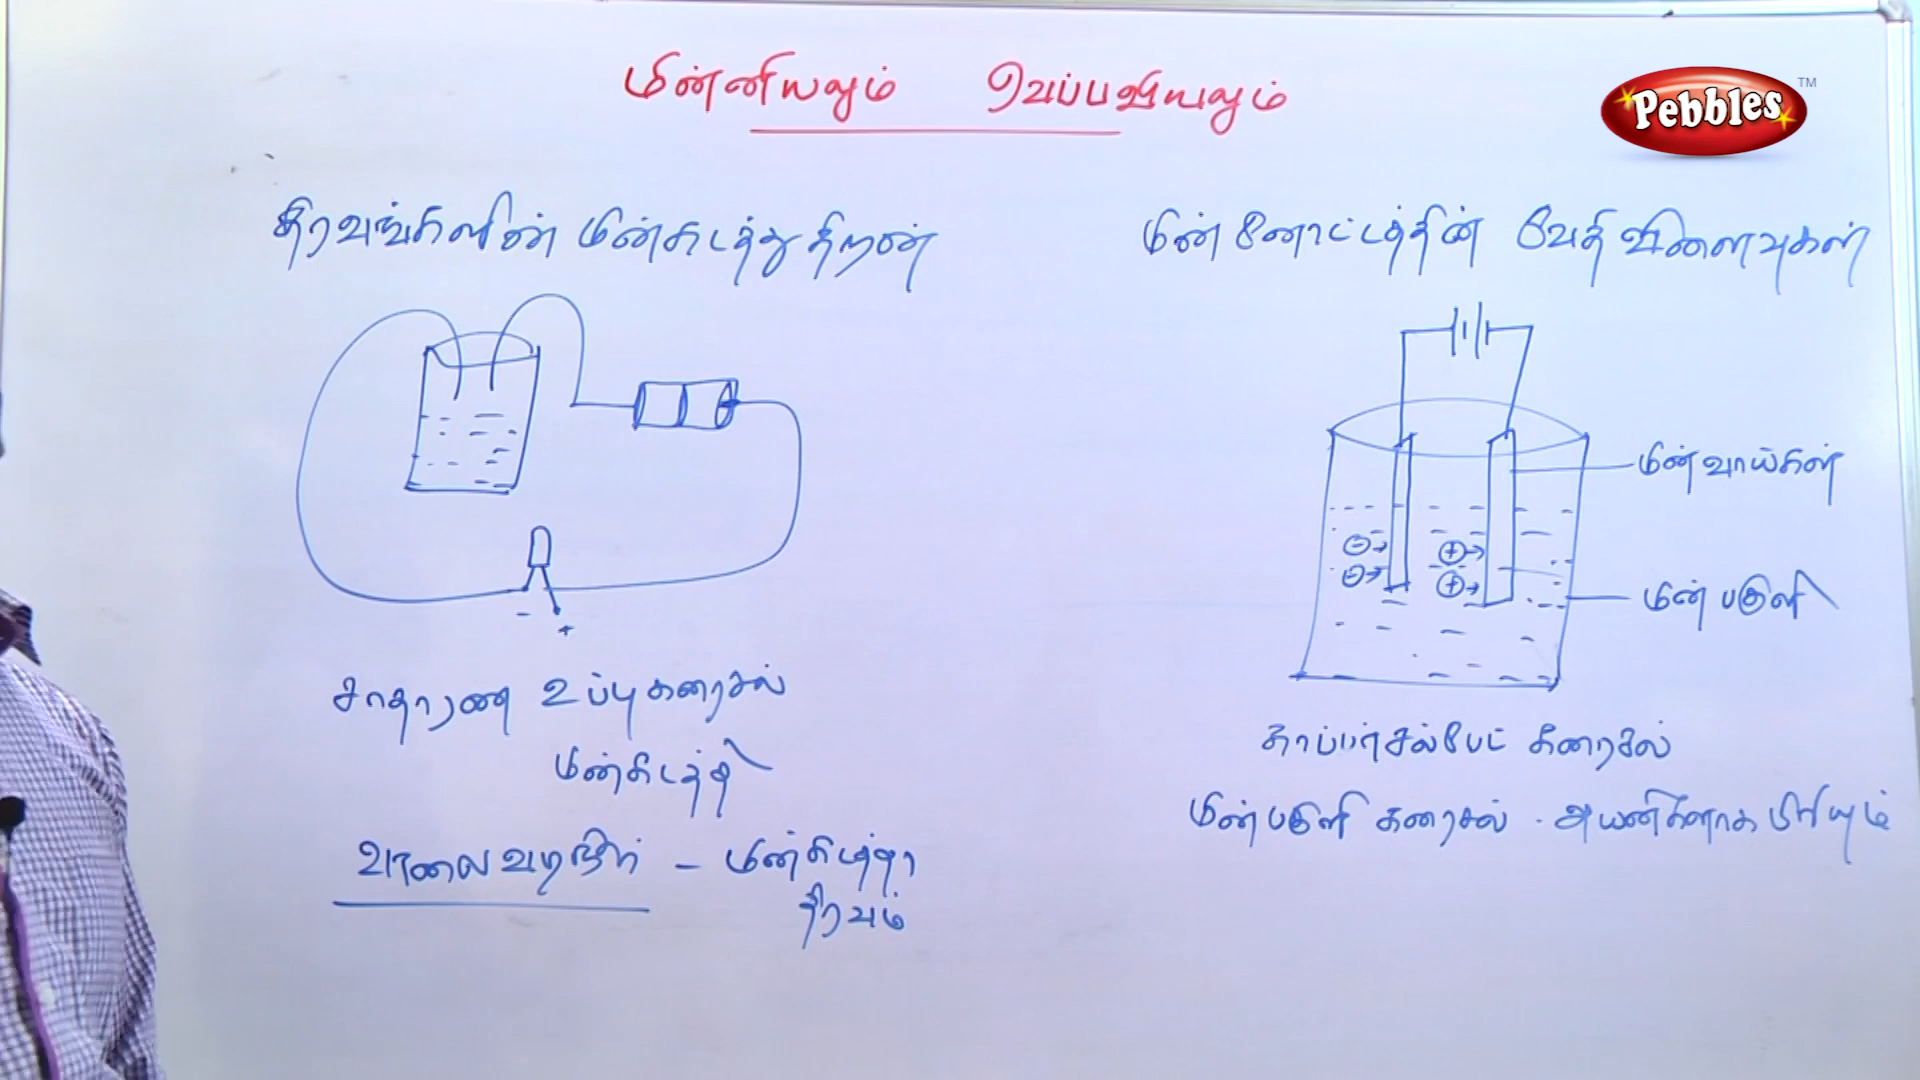 மின்னியலும் வெப்பவியலும்
Pebbles TM
திரவங்களின் மின்கடத்து திறன்
- +
சாதாரண உப்பு கரைசல்
மின்கடத்தி
வாலைவடிநீர் - மின்கடத்தா
திரவம்
மின்னோட்டத்தின் வேதி விளைவுகள்
மின்வாய்கள்
மின் பகுளி
காப்பர் சல்பேட் கரைசல்
மின்பகுளி கரைசல் - அயனிகளாக பிரியும்